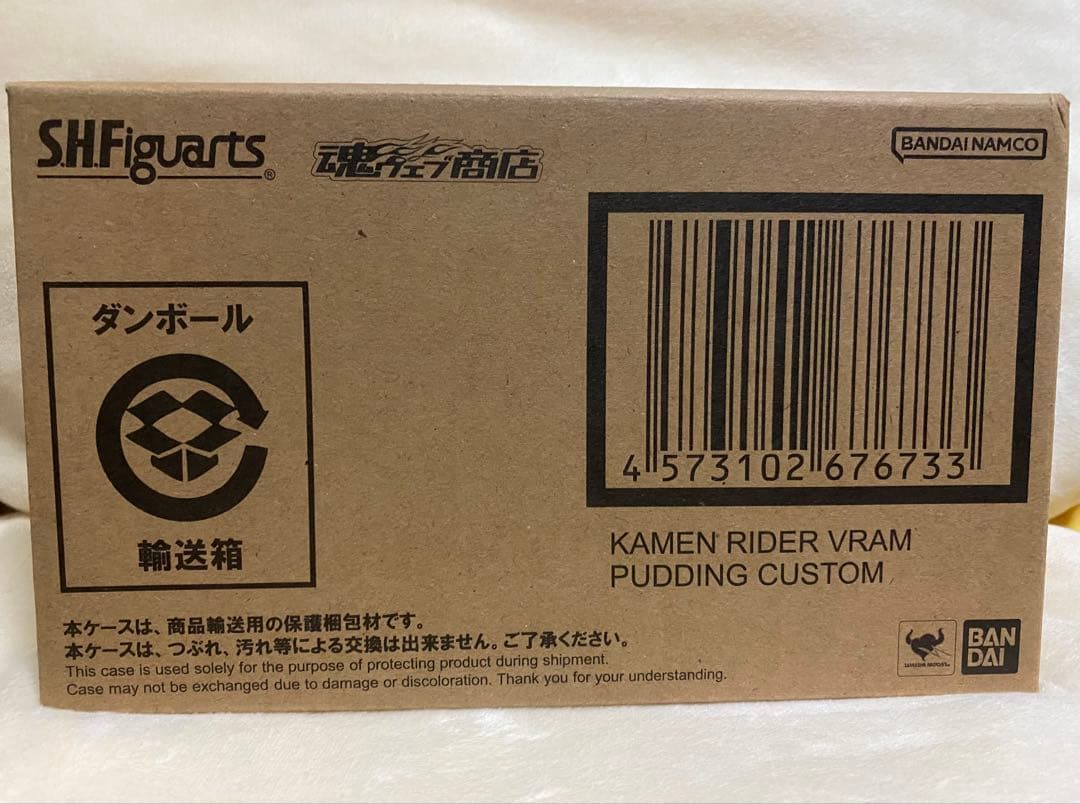 S.H.Figuarts®
魂ウェブ商店
BANDAI NAMCO
ダンボール
輸送箱
4 573102 676733
KAMEN RIDER VRAM
PUDDING CUSTOM
本ケースは、商品輸送用の保護梱包材です。
本ケースは、つぶれ、汚れ等による交換は出来ません。ご了承ください。
This case is used solely for the purpose of protecting product during shipment.
Case may not be exchanged due to damage or discoloration. Thank you for your understanding.
BAN
DAI